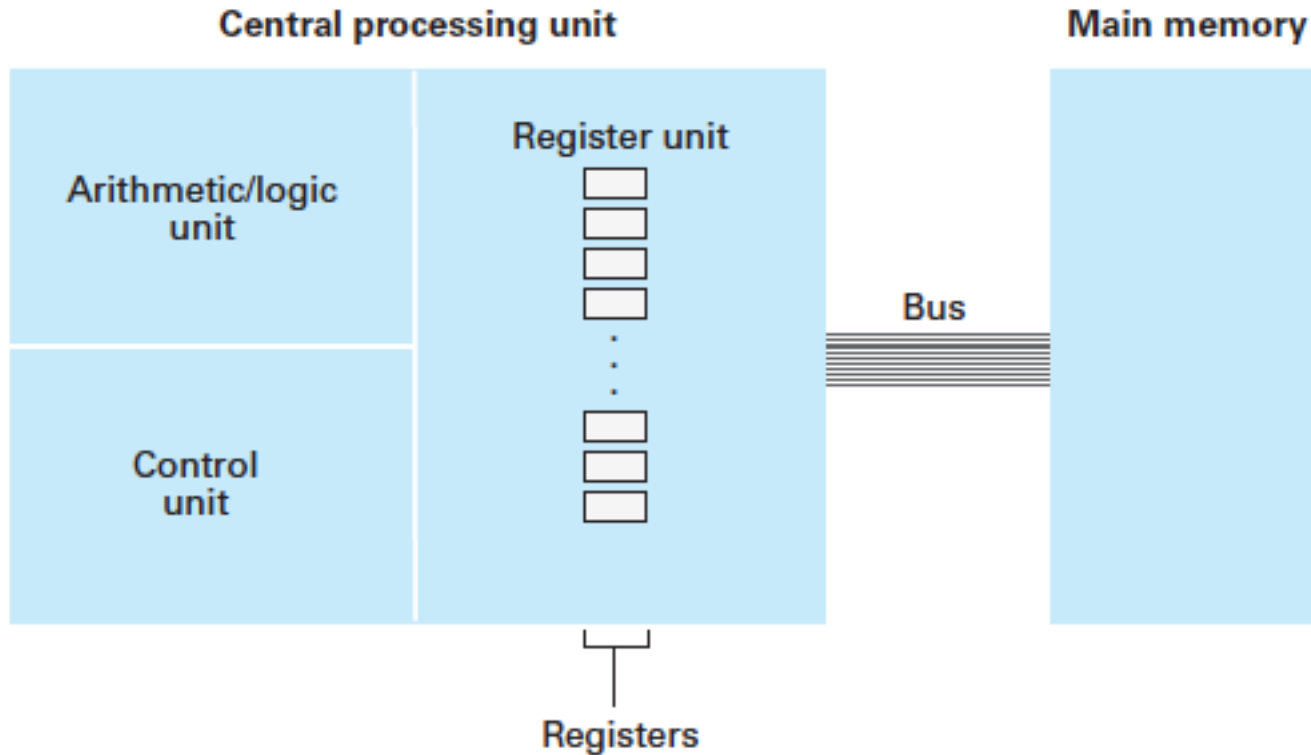 Central processing unit
Main memory
Register unit
Arithmetic/logic
unit
Bus
Control
unit
Registers